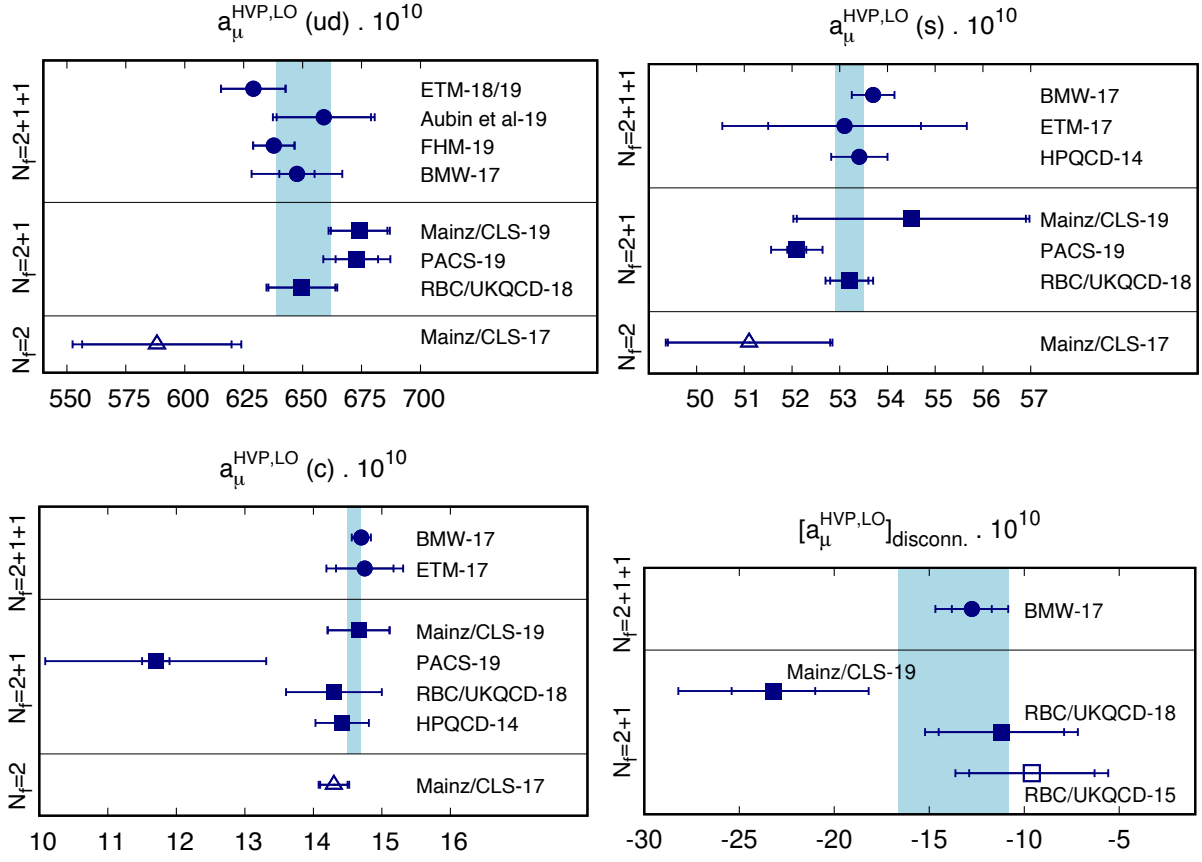 a_μ^{HVP,LO} (ud) . 10^{10}
N_f=2+1+1
ETM-18/19
Aubin et al-19
FHM-19
BMW-17
N_f=2+1
Mainz/CLS-19
PACS-19
RBC/UKQCD-18
N_f=2
Mainz/CLS-17
550 575 600 625 650 675 700
a_μ^{HVP,LO} (s) . 10^{10}
N_f=2+1+1
BMW-17
ETM-17
HPQCD-14
N_f=2+1
Mainz/CLS-19
PACS-19
RBC/UKQCD-18
N_f=2
Mainz/CLS-17
50 51 52 53 54 55 56 57
a_μ^{HVP,LO} (c) . 10^{10}
N_f=2+1+1
BMW-17
ETM-17
N_f=2+1
Mainz/CLS-19
PACS-19
RBC/UKQCD-18
HPQCD-14
N_f=2
Mainz/CLS-17
10 11 12 13 14 15 16
[a_μ^{HVP,LO}]_{disconn.} . 10^{10}
N_f=2+1+1
BMW-17
N_f=2+1
Mainz/CLS-19
RBC/UKQCD-18
RBC/UKQCD-15
-30 -25 -20 -15 -10 -5